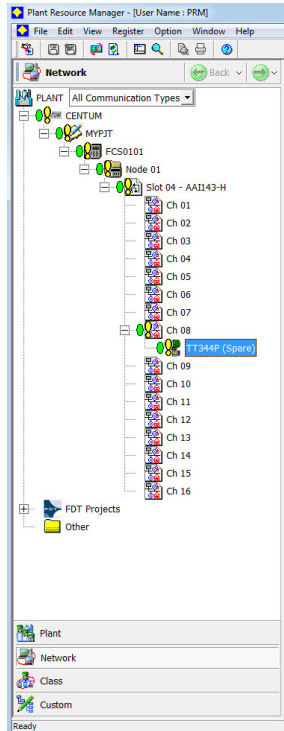 Plant Resource Manager - [User Name : PRM]
File Edit View Register Option Window Help
Network Back
PLANT All Communication Types
CENTUM
MYPJT
FCS0101
Node 01
Slot 04 - AAI143-H
Ch 01
Ch 02
Ch 03
Ch 04
Ch 05
Ch 06
Ch 07
Ch 08
TT344P (Spare)
Ch 09
Ch 10
Ch 11
Ch 12
Ch 13
Ch 14
Ch 15
Ch 16
FDT Projects
Other
Plant
Network
Class
Custom
Ready